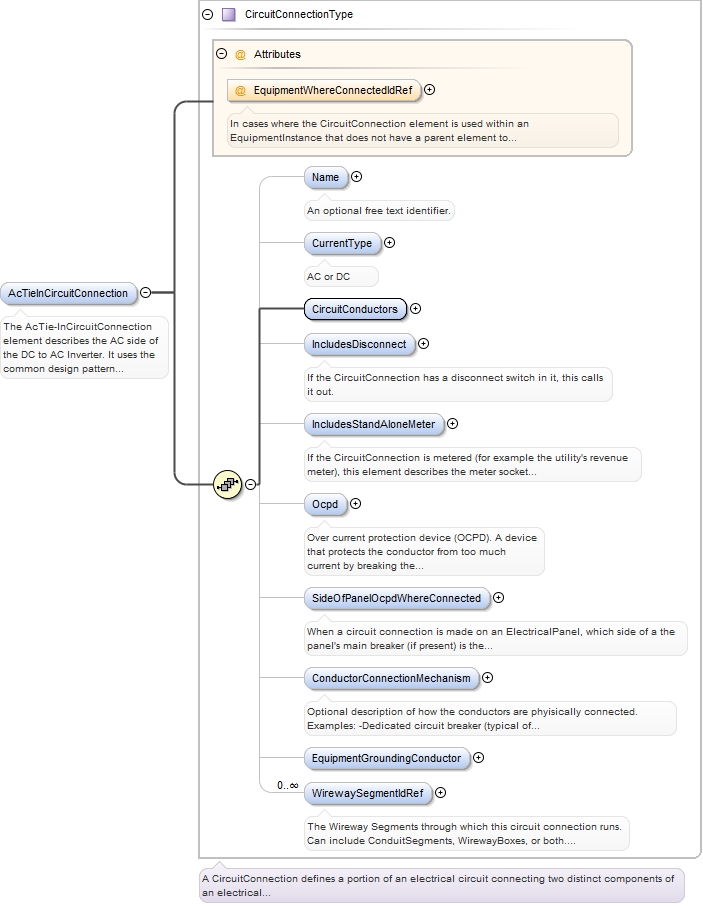 CircuitConnectionType
@ Attributes
@ EquipmentWhereConnectedIdRef
In cases where the CircuitConnection element is used within an
EquipmentInstance that does not have a parent element to...
Name
An optional free text identifier.
CurrentType
AC or DC
AcTieInCircuitConnection
The AcTie-InCircuitConnection
element describes the AC side of
the DC to AC Inverter. It uses the
common design pattern...
CircuitConductors
IncludesDisconnect
If the CircuitConnection has a disconnect switch in it, this calls
it out.
IncludesStandAloneMeter
If the CircuitConnection is metered (for example the utility's revenue
meter), this element describes the meter socket...
Ocpd
Over current protection device (OCPD). A device
that protects the conductor from too much
current by breaking the...
SideOfPanelOcpdWhereConnected
When a circuit connection is made on an ElectricalPanel, which side of a the
panel's main breaker (if present) is the...
ConductorConnectionMechanism
Optional description of how the conductors are phyisically connected.
Examples: -Dedicated circuit breaker (typical of...
EquipmentGroundingConductor
0..∞
WirewaySegmentIdRef
The Wireway Segments through which this circuit connection runs.
Can include ConduitSegments, WirewayBoxes, or both....
A CircuitConnection defines a portion of an electrical circuit connecting two distinct components of
an electrical...